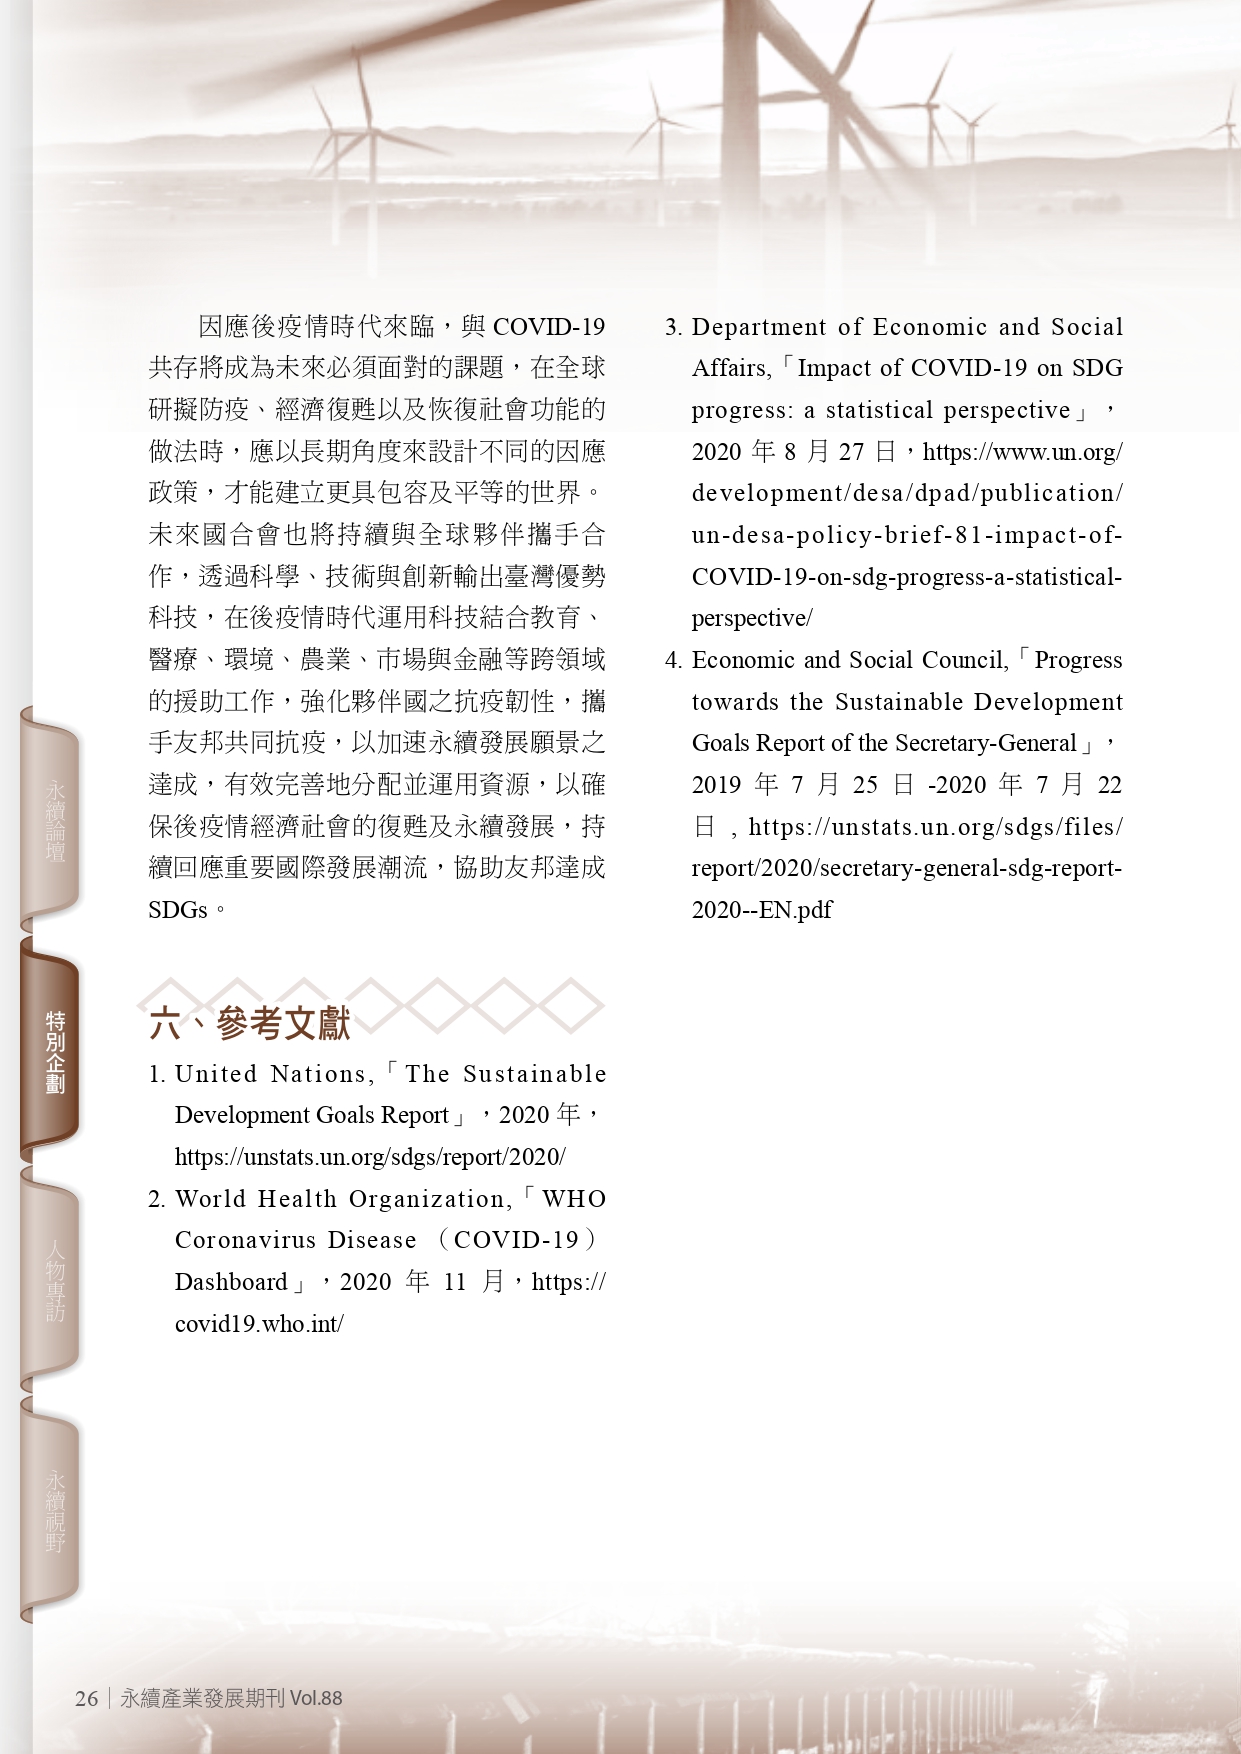 因應後疫情時代來臨，與 COVID-19
共存將成為未來必須面對的課題，在全球
研擬防疫、經濟復甦以及恢復社會功能的
做法時，應以長期角度來設計不同的因應
政策，才能建立更具包容及平等的世界。
未來國合會也將持續與全球夥伴攜手合
作，透過科學、技術與創新輸出臺灣優勢
科技，在後疫情時代運用科技結合教育、
醫療、環境、農業、市場與金融等跨領域
的援助工作，強化夥伴國之抗疫韌性，攜
手友邦共同抗疫，以加速永續發展願景之
達成，有效完善地分配並運用資源，以確
保後疫情經濟社會的復甦及永續發展，持
續回應重要國際發展潮流，協助友邦達成
SDGs。
六、參考文獻
1. United Nations,「The Sustainable
Development Goals Report」，2020 年，
https://unstats.un.org/sdgs/report/2020/
2. World Health Organization,「WHO
Coronavirus Disease （COVID-19）
Dashboard」，2020 年 11 月，https://
covid19.who.int/
3. Department of Economic and Social
Affairs,「Impact of COVID-19 on SDG
progress: a statistical perspective」，
2020 年 8 月 27 日，https://www.un.org/
development/desa/dpad/publication/
un-desa-policy-brief-81-impact-of-
COVID-19-on-sdg-progress-a-statistical-
perspective/
4. Economic and Social Council,「Progress
towards the Sustainable Development
Goals Report of the Secretary-General」，
2019 年 7 月 25 日 -2020 年 7 月 22
日 , https://unstats.un.org/sdgs/files/
report/2020/secretary-general-sdg-report-
2020--EN.pdf
永續論壇
特別企劃
人物專訪
永續視野
26 永續產業發展期刊 Vol.88